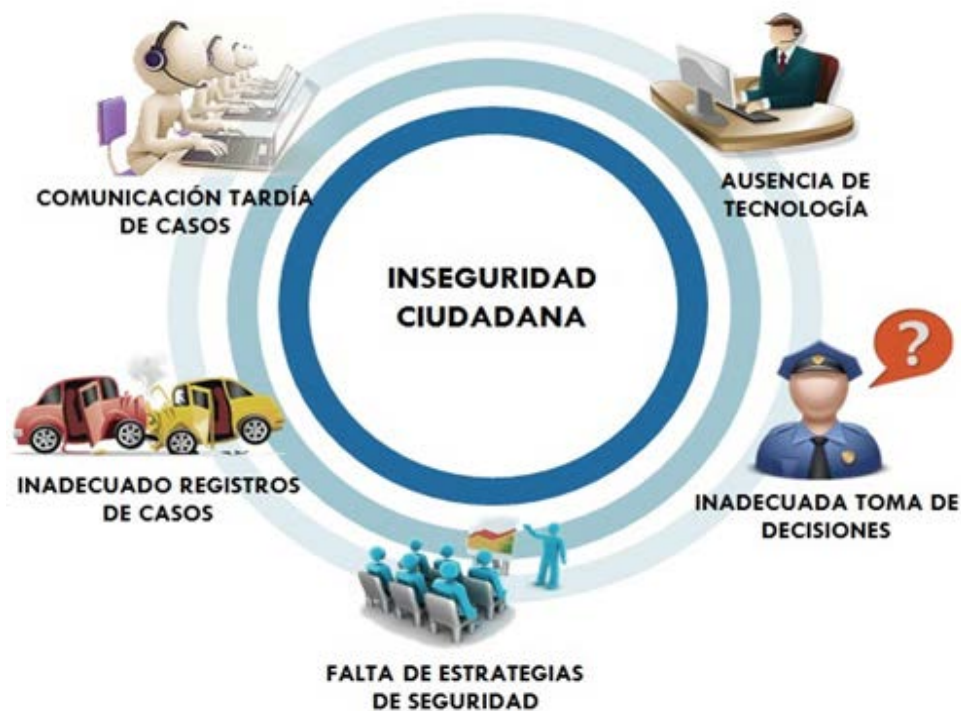 COMUNICACIÓN TARDÍA
DE CASOS
AUSENCIA DE
TECNOLOGÍA
INSEGURIDAD
CIUDADANA
?
INADECUADO REGISTROS
DE CASOS
INADECUADA TOMA DE
DECISIONES
FALTA DE ESTRATEGIAS
DE SEGURIDAD